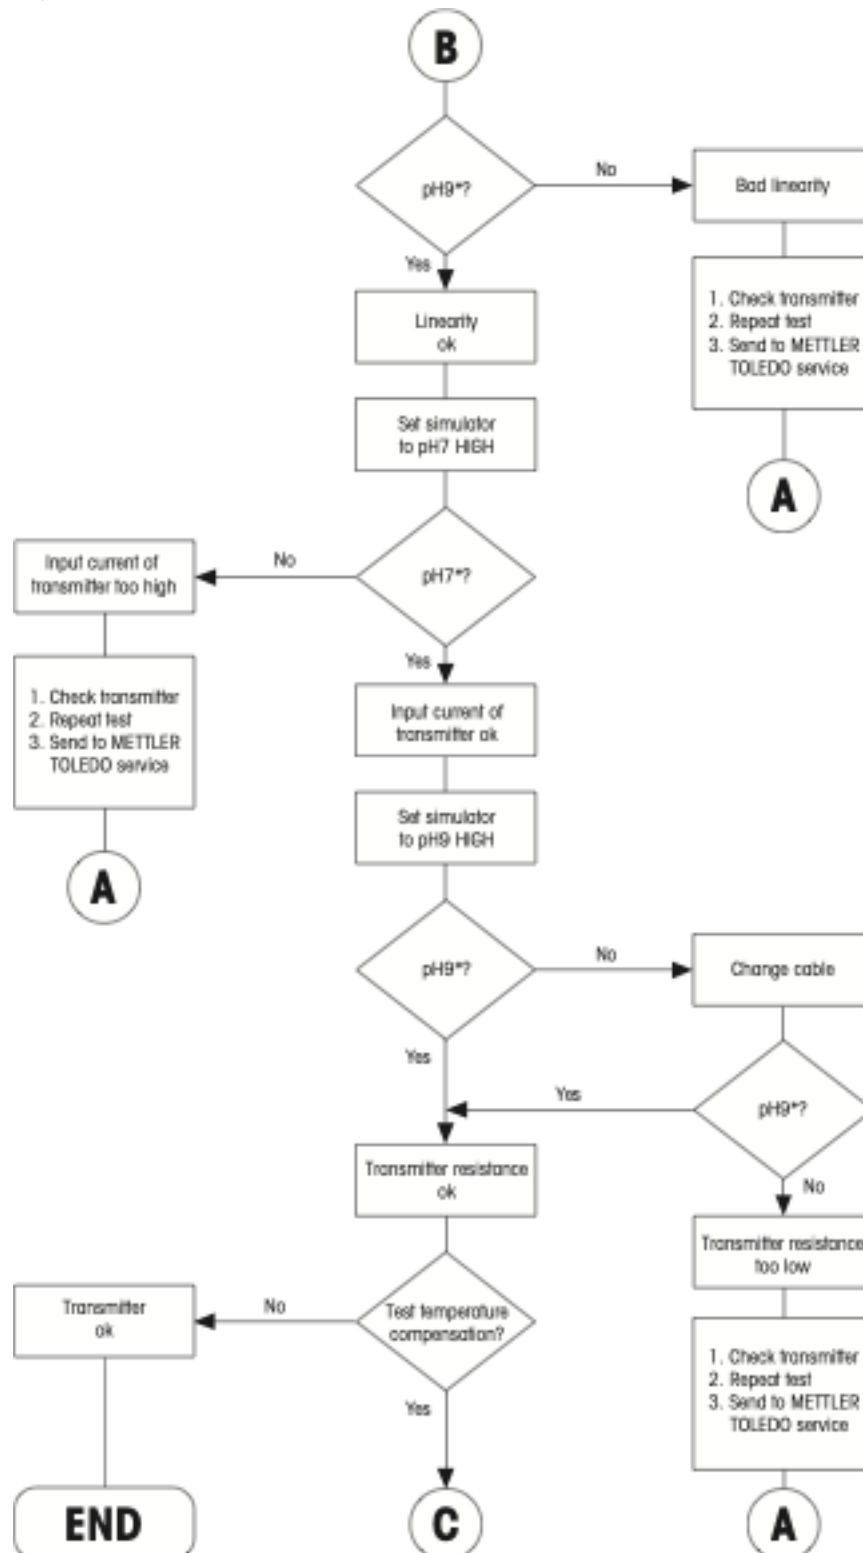 B
pH9*?
No
Bad linearity
Yes
1. Check transmitter
2. Repeat test
3. Send to METTLER
TOLEDO service
A
Linearity
ok
Set simulator
to pH7 HIGH
pH7*?
No
Input current of
transmitter too high
1. Check transmitter
2. Repeat test
3. Send to METTLER
TOLEDO service
A
Yes
Input current of
transmitter ok
Set simulator
to pH9 HIGH
pH9*?
No
Change cable
Yes
pH9*?
Yes
No
Transmitter resistance
ok
Transmitter resistance
too low
1. Check transmitter
2. Repeat test
3. Send to METTLER
TOLEDO service
A
Test temperature
compensation?
No
Transmitter
ok
END
Yes
C